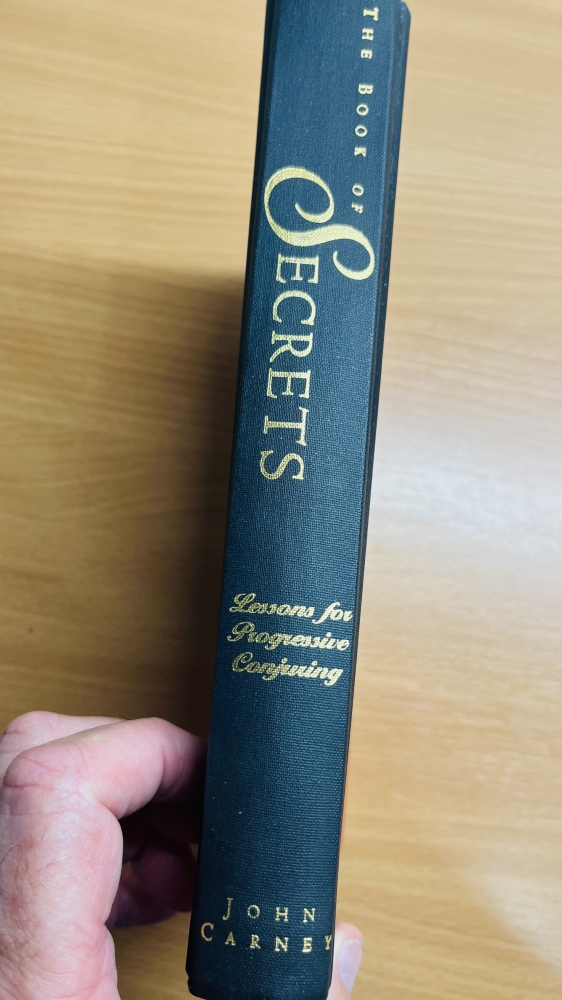 THE BOOK OF
SECRETS
Lessons for
Progressive
Conjuring
JOHN
CARNEY